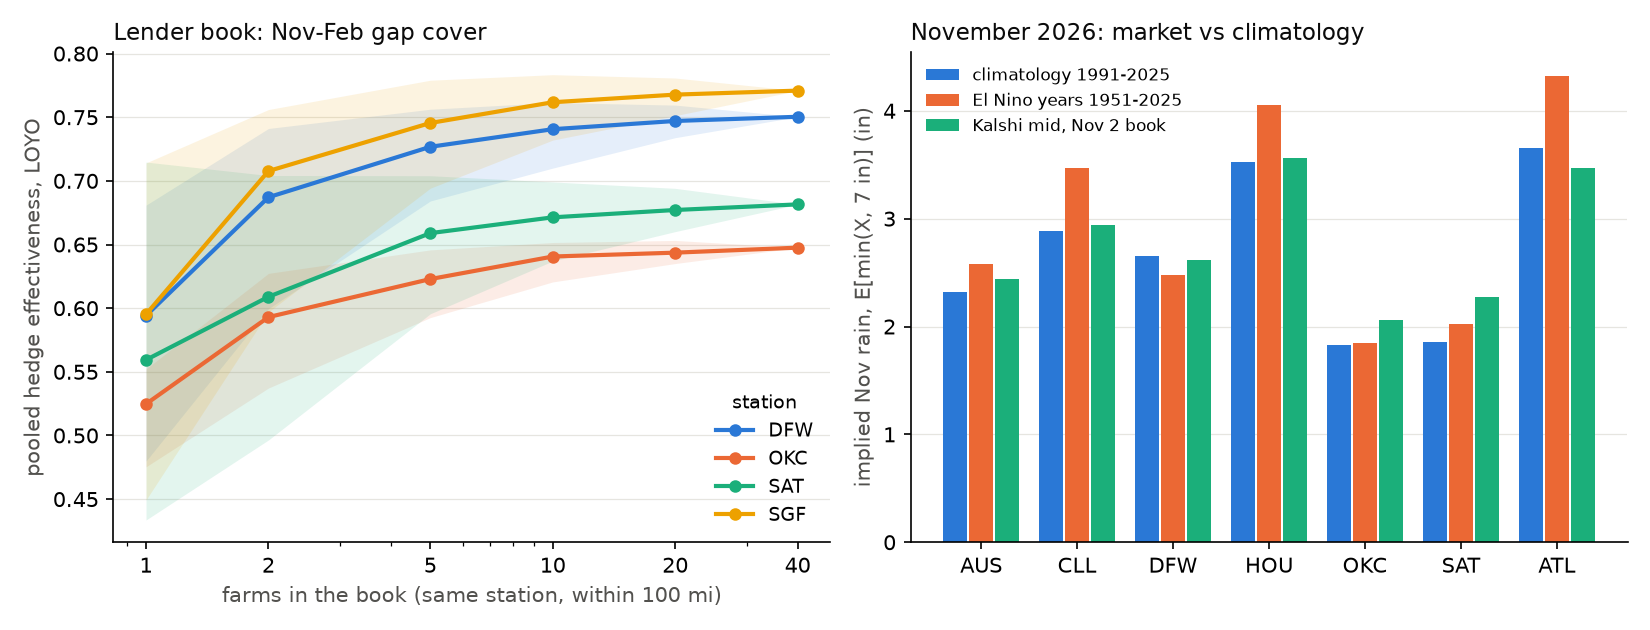 Lender book: Nov-Feb gap cover
pooled hedge effectiveness, LOYO
0.80
0.75
0.70
0.65
0.60
0.55
0.50
0.45
station
DFW
OKC
SAT
SGF
1
2
5
10
20
40
farms in the book (same station, within 100 mi)
November 2026: market vs climatology
implied Nov rain, E[min(X, 7 in)] (in)
climatology 1991-2025
El Nino years 1951-2025
Kalshi mid, Nov 2 book
4
3
2
1
0
AUS
CLL
DFW
HOU
OKC
SAT
ATL